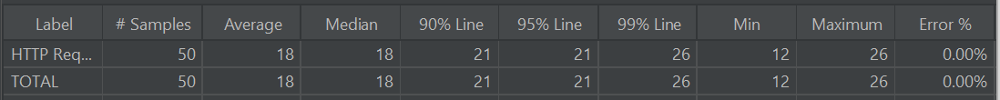 Label # Samples Average Median 90% Line 95% Line 99% Line Min Maximum Error %
HTTP Req... 50 18 18 21 21 26 12 26 0.00%
TOTAL 50 18 18 21 21 26 12 26 0.00%